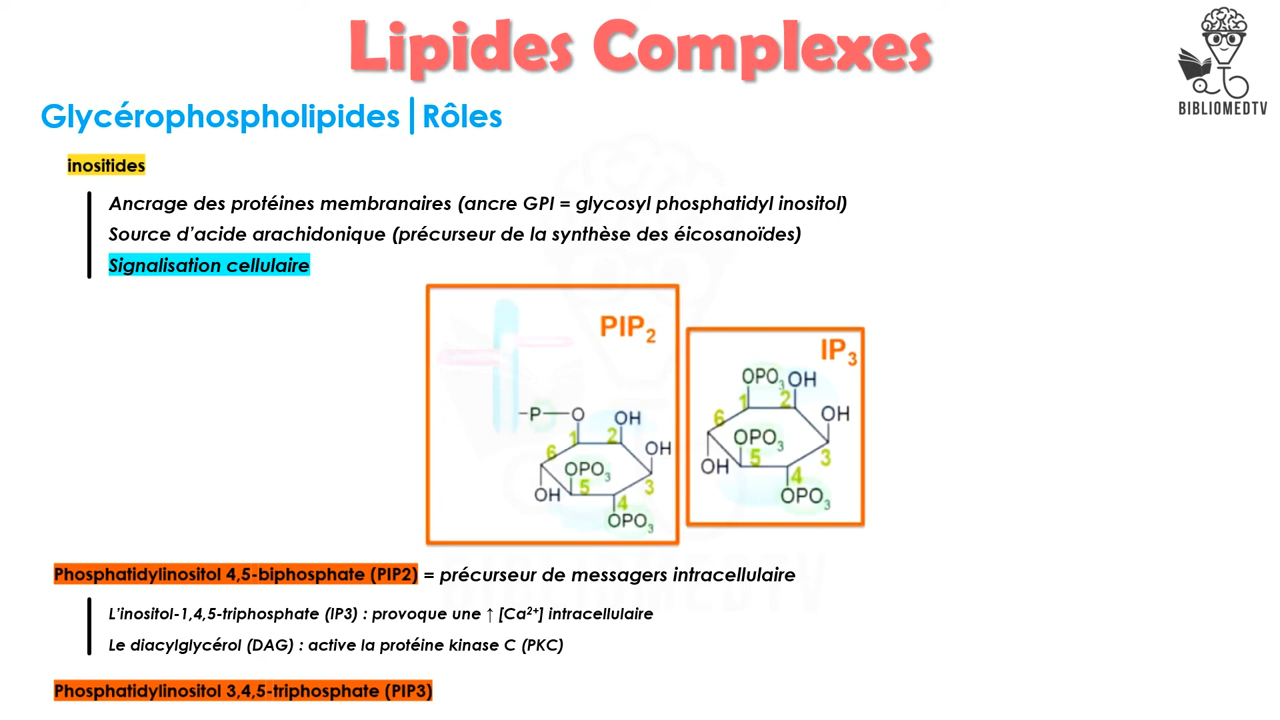 Lipides Complexes
BIBLIOMEDTV
Glycérophospholipides | Rôles
inositides
Ancrage des protéines membranaires (ancre GPI = glycosyl phosphatidyl inositol)
Source d'acide arachidonique (précurseur de la synthèse des éicosanoïdes)
Signalisation cellulaire
PIP2
P O OH
1 2
6 OH
OPO3
5 3
OH 4
OPO3
IP3
OPO3 OH
1 2
6 OH
OPO3
5 3
OH 4
OPO3
BIBLIOMEDTV
Phosphatidylinositol 4,5-biphosphate (PIP2) = précurseur de messagers intracellulaire
L'inositol-1,4,5-triphosphate (IP3) : provoque une ↑ [Ca²⁺] intracellulaire
Le diacylglycérol (DAG) : active la protéine kinase C (PKC)
Phosphatidylinositol 3,4,5-triphosphate (PIP3)